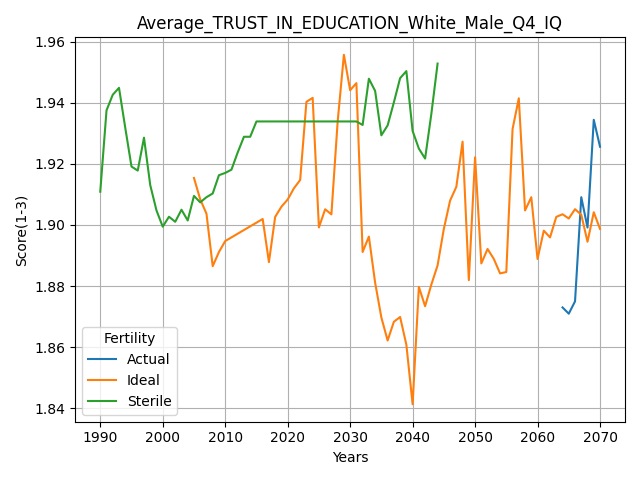 Average_TRUST_IN_EDUCATION_White_Male_Q4_IQ
1.96
1.94
1.92
1.90
1.88
1.86
1.84
Score(1-3)
Fertility
Actual
Ideal
Sterile
1990 2000 2010 2020 2030 2040 2050 2060 2070
Years